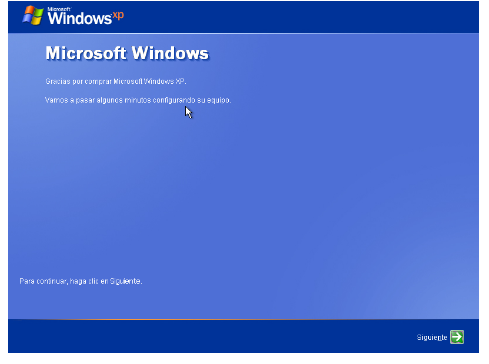 Microsoft
Windows xp
Microsoft Windows
Gracias por comprar Microsoft Windows XP.
Vamos a pasar algunos minutos configurando su equipo.
Para continuar, haga clic en Siguiente.
Siguiente